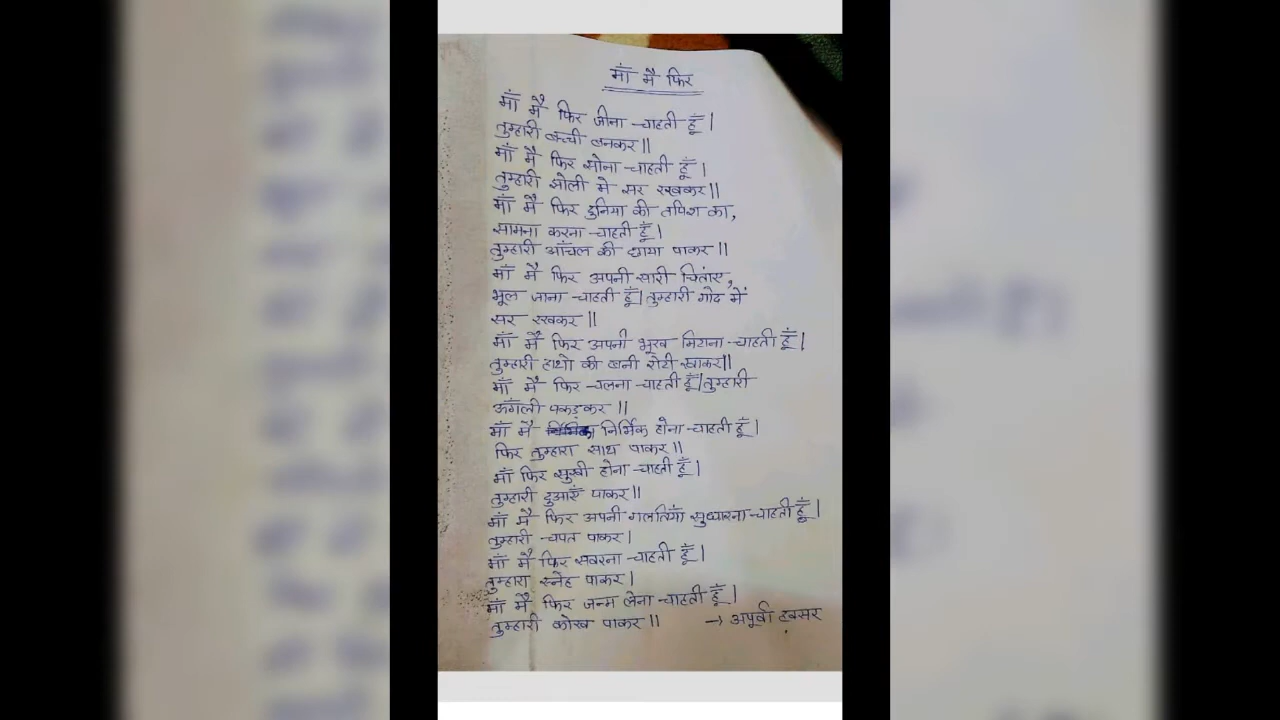 माँ मै फिर
माँ मै फिर जीना चाहती हूँ।
तुम्हारी बच्ची बनकर॥
माँ मै फिर सोना चाहती हूँ।
तुम्हारी झोली मे सर रखकर॥
माँ मै फिर दुनिया की तपिश का,
सामना करना चाहती हूँ।
तुम्हारी आँचल की छाया पाकर॥
माँ मै फिर अपनी सारी चिंताए,
भूल जाना चाहती हूँ। तुम्हारी गोद में
सर रखकर॥
माँ मै फिर अपनी भूख मिटाना चाहती हूँ।
तुम्हारी हाथो की बनी रोटी खाकर॥
माँ मै फिर चलना चाहती हूँ। तुम्हारी
ऊँगली पकड़कर॥
माँ मै निर्भिक होना चाहती हूँ।
फिर तुम्हारा साथ पाकर॥
माँ फिर सुखी होना चाहती हूँ।
तुम्हारी दुआएँ पाकर॥
माँ मै फिर अपनी गलतियाँ सुधारना चाहती हूँ।
तुम्हारी चपत पाकर।
माँ मै फिर सवरना चाहती हूँ।
तुम्हारा स्नेह पाकर।
माँ मै फिर जन्म लेना चाहती हूँ।
तुम्हारी कोख पाकर॥ → अपूर्वा